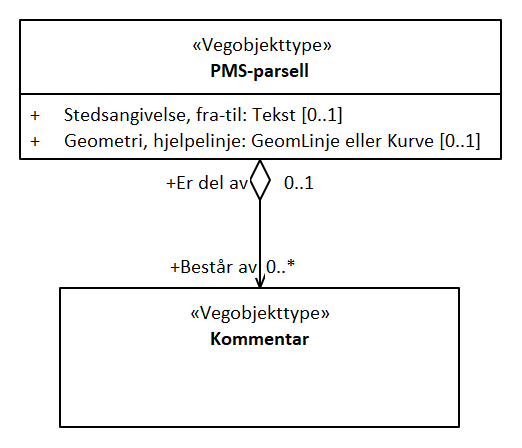 «Vegobjekttype»
PMS-parsell
+ Stedsangivelse, fra-til: Tekst [0..1]
+ Geometri, hjelpelinje: GeomLinje eller Kurve [0..1]
+Er del av 0..1
+Består av 0..*
«Vegobjekttype»
Kommentar